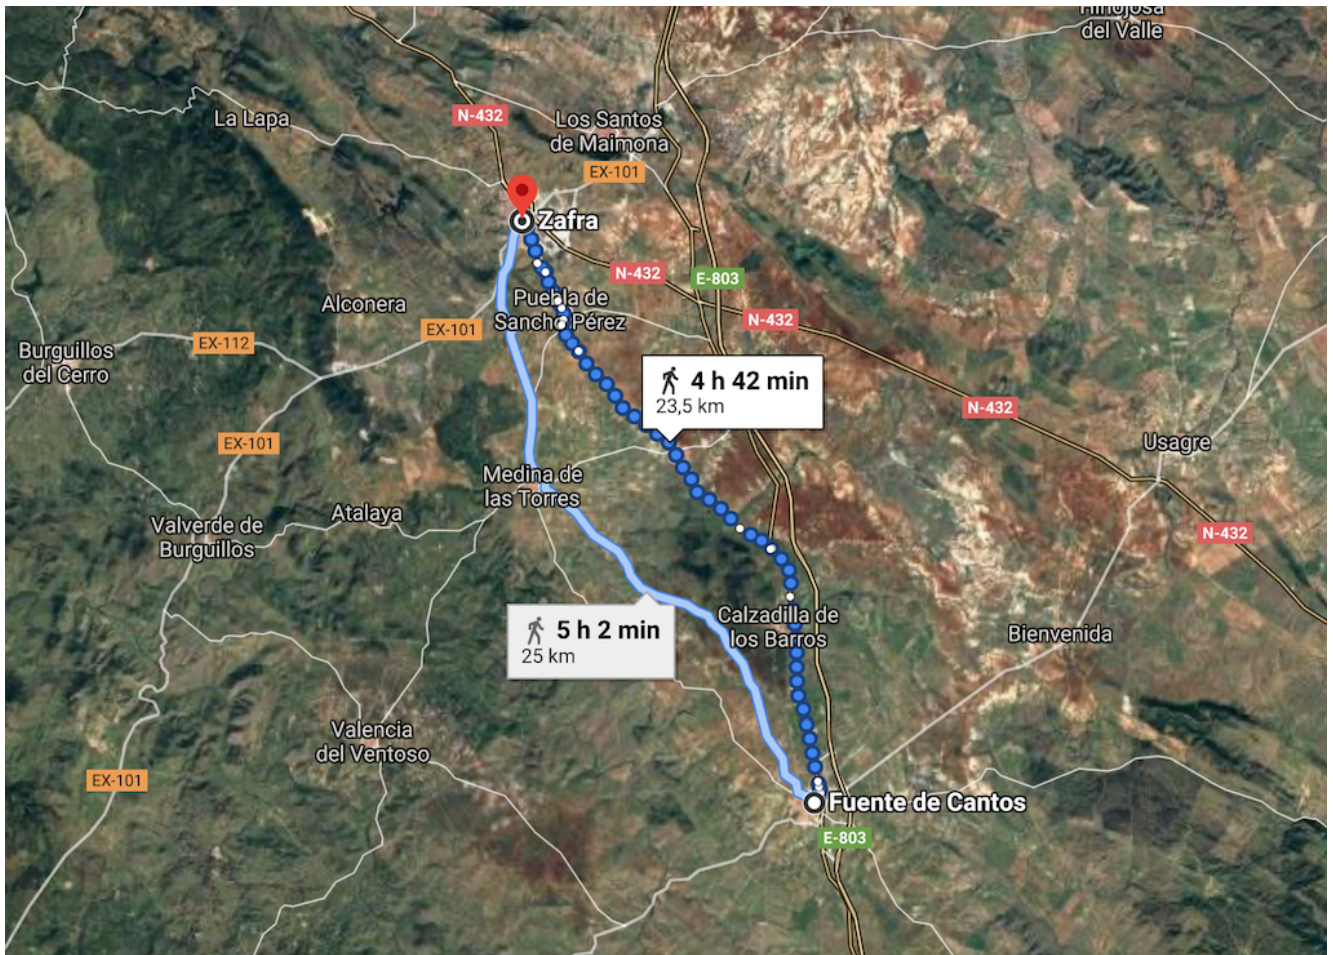 Hinojosa
del Valle
N-432
La Lapa
Los Santos
de Maimona
EX-101
Zafra
N-432
E-803
Puebla de
Sancho Pérez
Alconera
N-432
EX-101
EX-112
Burguillos
del Cerro
4 h 42 min
23,5 km
N-432
EX-101
Usagre
Medina de
las Torres
Atalaya
Valverde de
Burguillos
N-432
Calzadilla de
los Barros
5 h 2 min
25 km
Bienvenida
Valencia
del Ventoso
EX-101
Fuente de Cantos
E-803